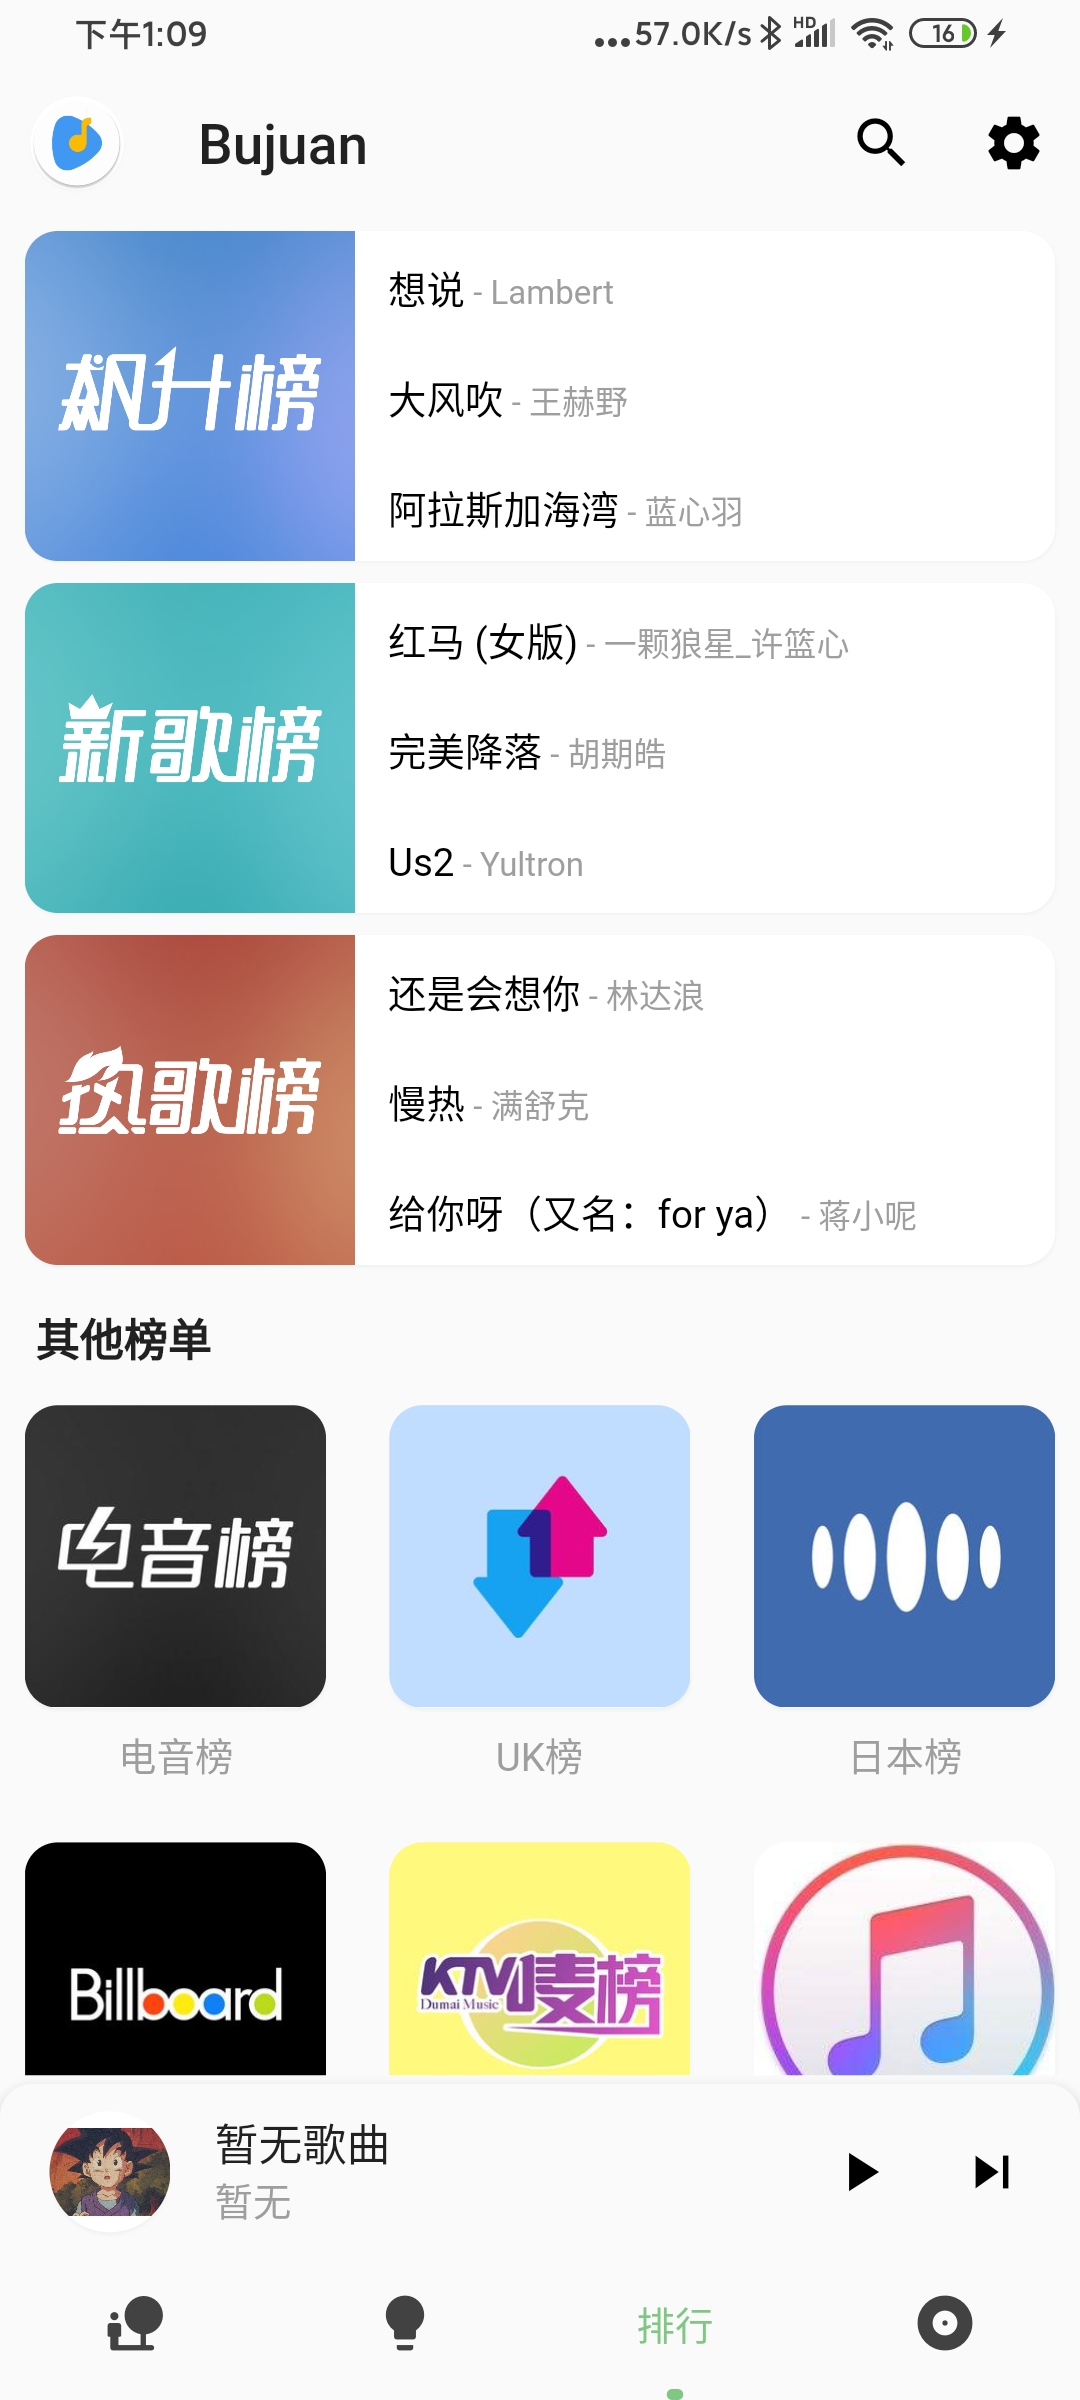 下午1:09
...57.0K/s
HD
16
Bujuan
飙升榜
想说 - Lambert
大风吹 - 王赫野
阿拉斯加海湾 - 蓝心羽
新歌榜
红马 (女版) - 一颗狼星_许篮心
完美降落 - 胡期皓
Us2 - Yultron
热歌榜
还是会想你 - 林达浪
慢热 - 满舒克
给你呀（又名：for ya） - 蒋小呢
其他榜单
电音榜
电音榜
UK榜
日本榜
Billboard
KTV唛榜
Dumai Music
暂无歌曲
暂无
排行